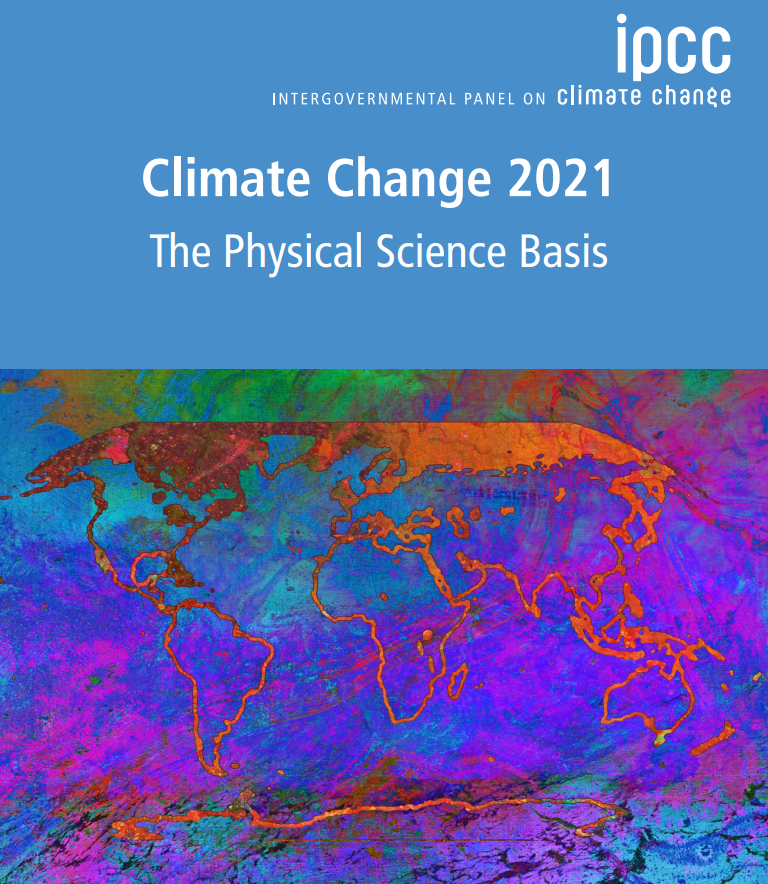 ipcc
INTERGOVERNMENTAL PANEL ON climate change
Climate Change 2021
The Physical Science Basis